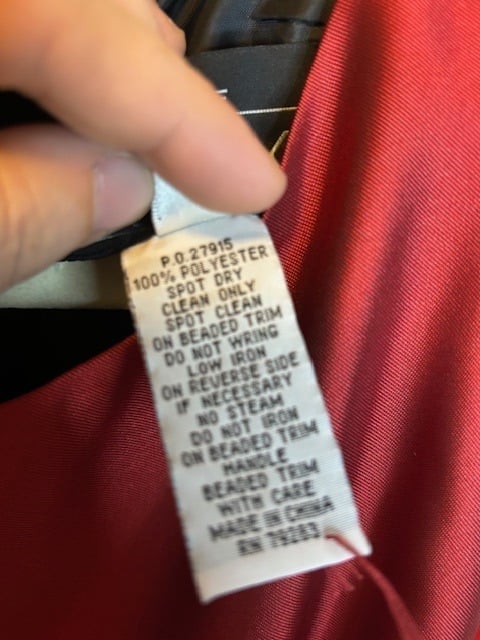 P.O.27915
100% POLYESTER
SPOT DRY
CLEAN ONLY
SPOT CLEAN
ON BEADED TRIM
DO NOT WRING
LOW IRON
ON REVERSE SIDE
IF NECESSARY
NO STEAM
DO NOT IRON
ON BEADED TRIM
HANDLE
BEADED TRIM
WITH CARE
MADE IN CHINA